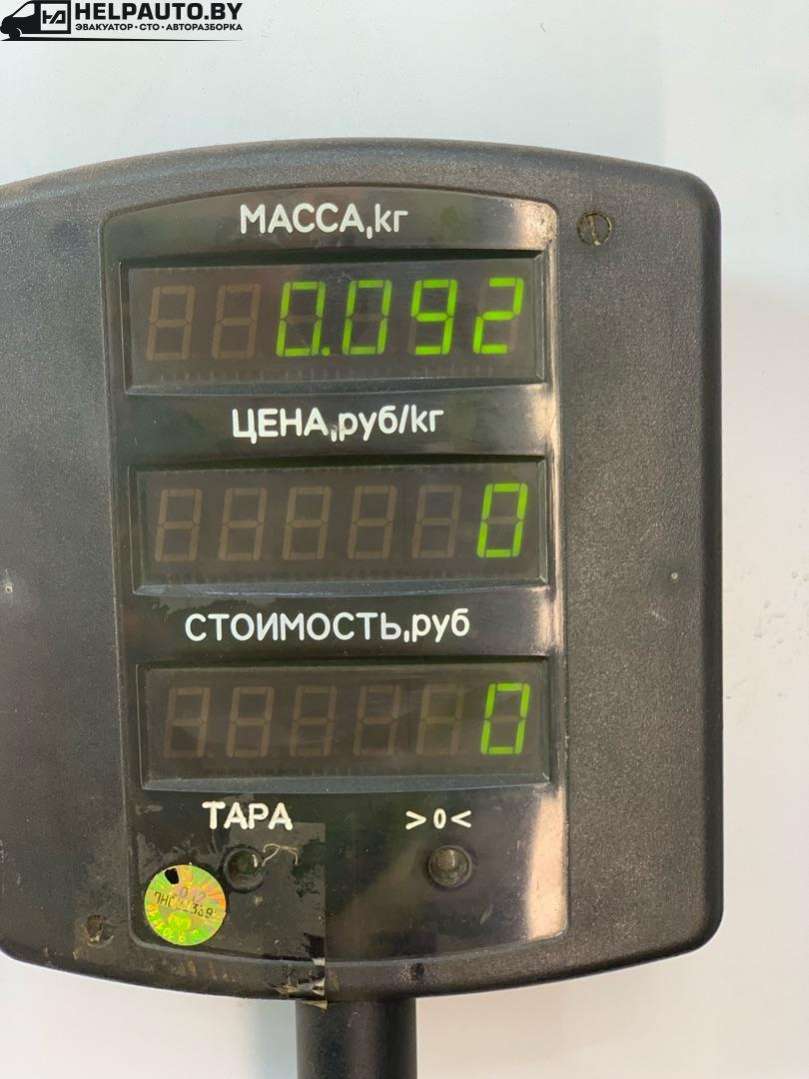 HELPAUTO.BY
ЭВАКУАТОР • СТО • АВТОРАЗБОРКА
МАССА,кг
0.092
ЦЕНА,руб/кг
0
СТОИМОСТЬ,руб
0
ТАРА >0<